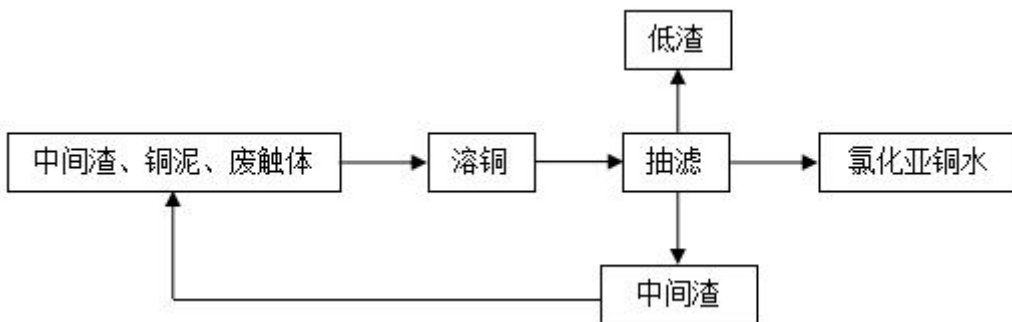 低渣
中间渣、铜泥、废触体
溶铜
抽滤
氯化亚铜水
中间渣